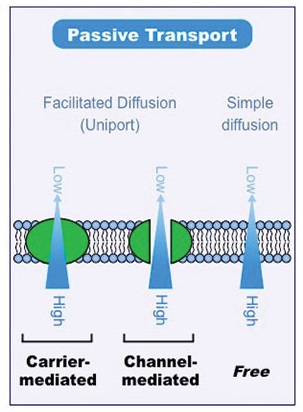 Passive Transport
Facilitated Diffusion
(Uniport)
Simple
diffusion
Low
Low
Low
High
High
High
Carrier-
mediated
Channel-
mediated
Free